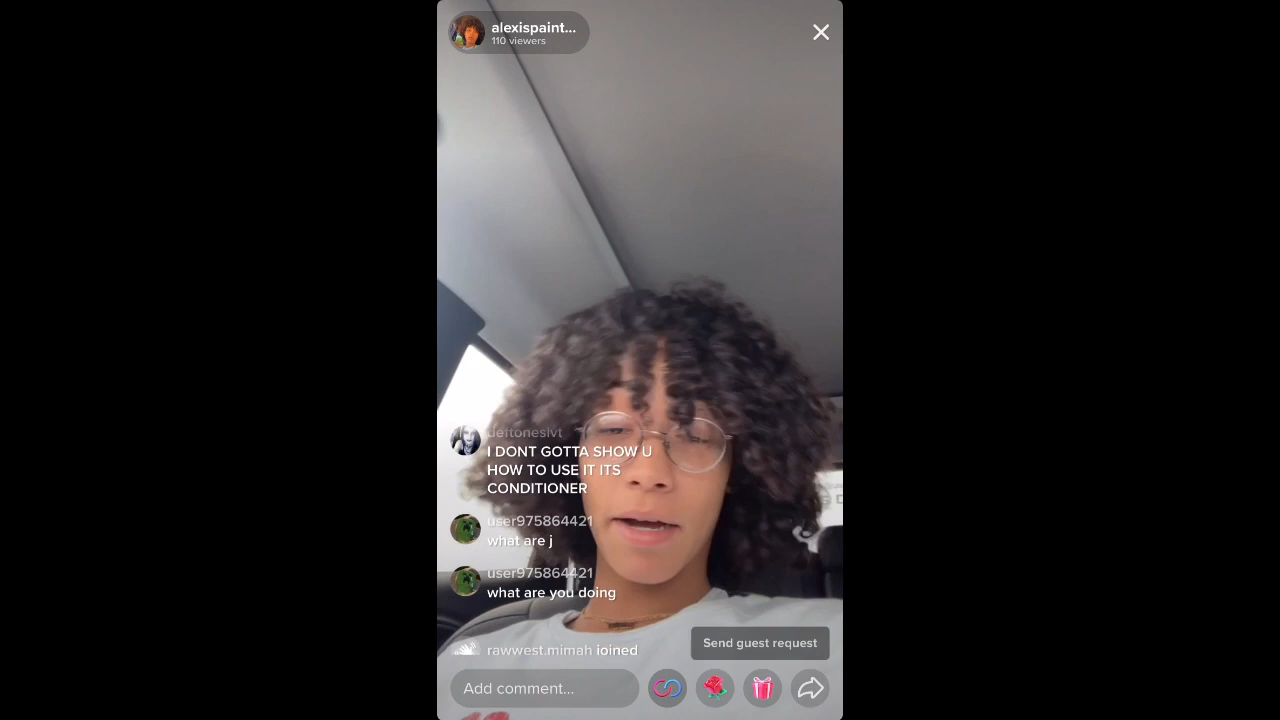 alexispaint...
110 viewers
deftoneslvt
I DONT GOTTA SHOW U
HOW TO USE IT ITS
CONDITIONER
user975864421
what are j
user975864421
what are you doing
rawwest.mimah joined
Send guest request
Add comment...